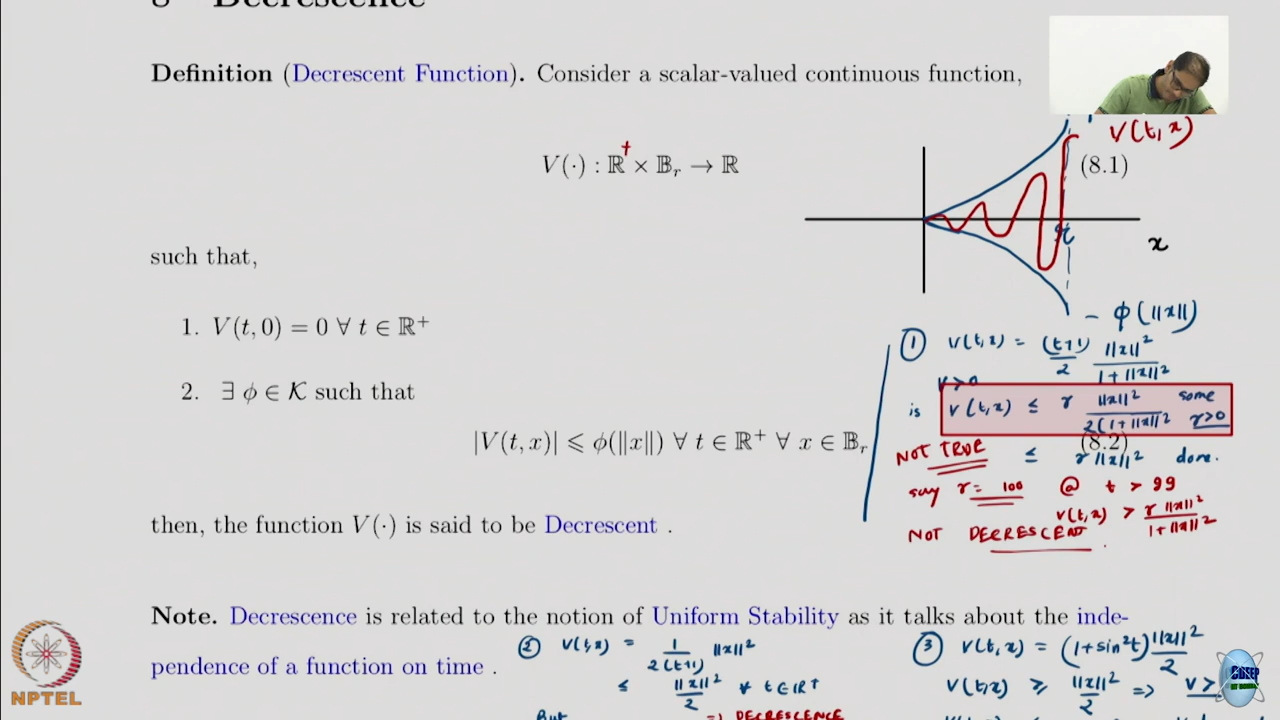 8 Decrescence
Definition (Decrescent Function). Consider a scalar-valued continuous function,
V(·) : ℝ⁺ × 𝔹ᵣ → ℝ
(8.1)
V(t, x)
x
r
- ϕ(||x||)
such that,
1. V(t, 0) = 0 ∀ t ∈ ℝ⁺
2. ∃ ϕ ∈ 𝒦 such that
|V(t, x)| ⩽ ϕ(||x||) ∀ t ∈ ℝ⁺ ∀ x ∈ 𝔹ᵣ
(8.2)
then, the function V(·) is said to be Decrescent .
① V(t,x) = (t+1)/2 ||x||²/(1+||x||²)
V>0
is V(t,x) ≤ γ ||x||²/2(1+||x||²) some γ>0
NOT TRUE ≤ γ||x||² done.
say γ = 100 @ t > 99
V(t,x) > γ||x||²/1+||x||²
NOT DECRESCENT.
Note. Decrescence is related to the notion of Uniform Stability as it talks about the inde-
pendence of a function on time .
② V(t,x) = 1/2(t+1) ||x||²
≤ ||x||²/2 ∀ t∈ℝ⁺
But ⇒ DECRESCENCE
③ V(t,x) = (1+sin²t) ||x||²/2
V(t,x) ≥ ||x||²/2 ⇒ V>
NPTEL